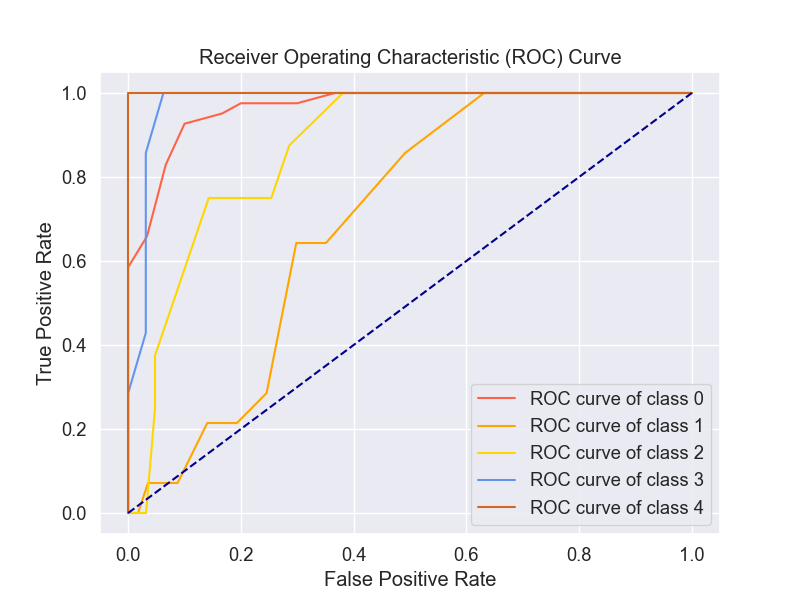 Receiver Operating Characteristic (ROC) Curve
True Positive Rate
1.0
0.8
0.6
0.4
0.2
0.0
ROC curve of class 0
ROC curve of class 1
ROC curve of class 2
ROC curve of class 3
ROC curve of class 4
0.0 0.2 0.4 0.6 0.8 1.0
False Positive Rate